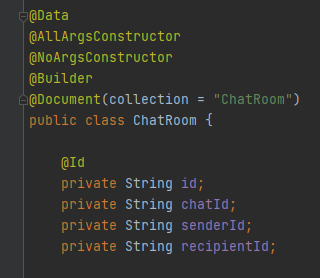 @Data
@AllArgsConstructor
@NoArgsConstructor
@Builder
@Document(collection = "ChatRoom")
public class ChatRoom {
@Id
private String id;
private String chatId;
private String senderId;
private String recipientId;